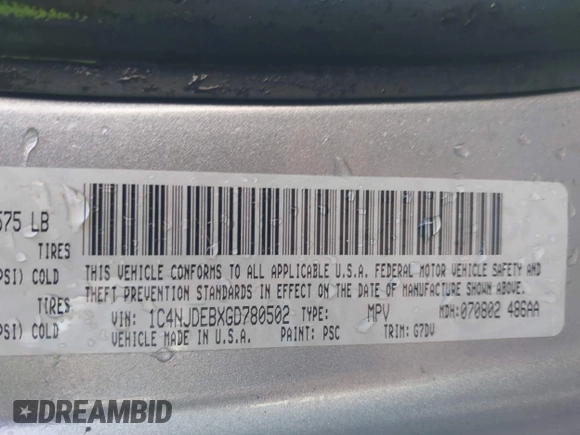 575 LB
TIRES
PSI) COLD
TIRES
PSI) COLD
THIS VEHICLE CONFORMS TO ALL APPLICABLE U.S.A. FEDERAL MOTOR VEHICLE SAFETY AND
THEFT PREVENTION STANDARDS IN EFFECT ON THE DATE OF MANUFACTURE SHOWN ABOVE.
VIN: 1C4NJDEBXGD780502 TYPE: MPV MDH:070802 486AA
VEHICLE MADE IN U.S.A. PAINT: PSC TRIM: G7DV
DREAMBID